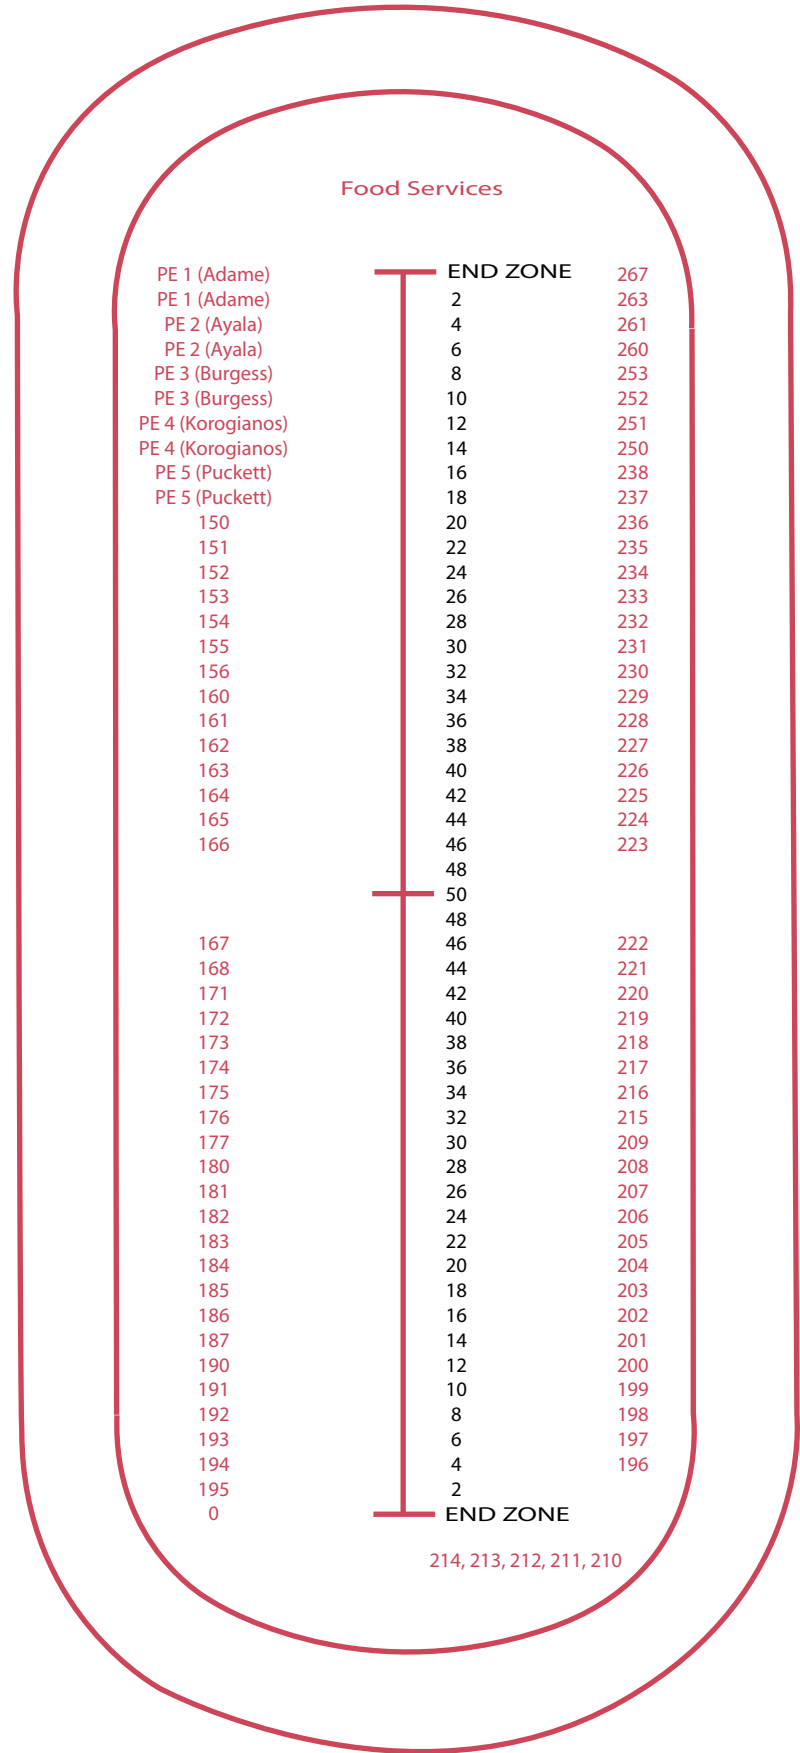 Food Services
PE 1 (Adame) END ZONE 267
PE 1 (Adame) 2 263
PE 2 (Ayala) 4 261
PE 2 (Ayala) 6 260
PE 3 (Burgess) 8 253
PE 3 (Burgess) 10 252
PE 4 (Korogianos) 12 251
PE 4 (Korogianos) 14 250
PE 5 (Puckett) 16 238
PE 5 (Puckett) 18 237
150 20 236
151 22 235
152 24 234
153 26 233
154 28 232
155 30 231
156 32 230
160 34 229
161 36 228
162 38 227
163 40 226
164 42 225
165 44 224
166 46 223
48
50
48
167 46 222
168 44 221
171 42 220
172 40 219
173 38 218
174 36 217
175 34 216
176 32 215
177 30 209
180 28 208
181 26 207
182 24 206
183 22 205
184 20 204
185 18 203
186 16 202
187 14 201
190 12 200
191 10 199
192 8 198
193 6 197
194 4 196
195 2
0 END ZONE
214, 213, 212, 211, 210